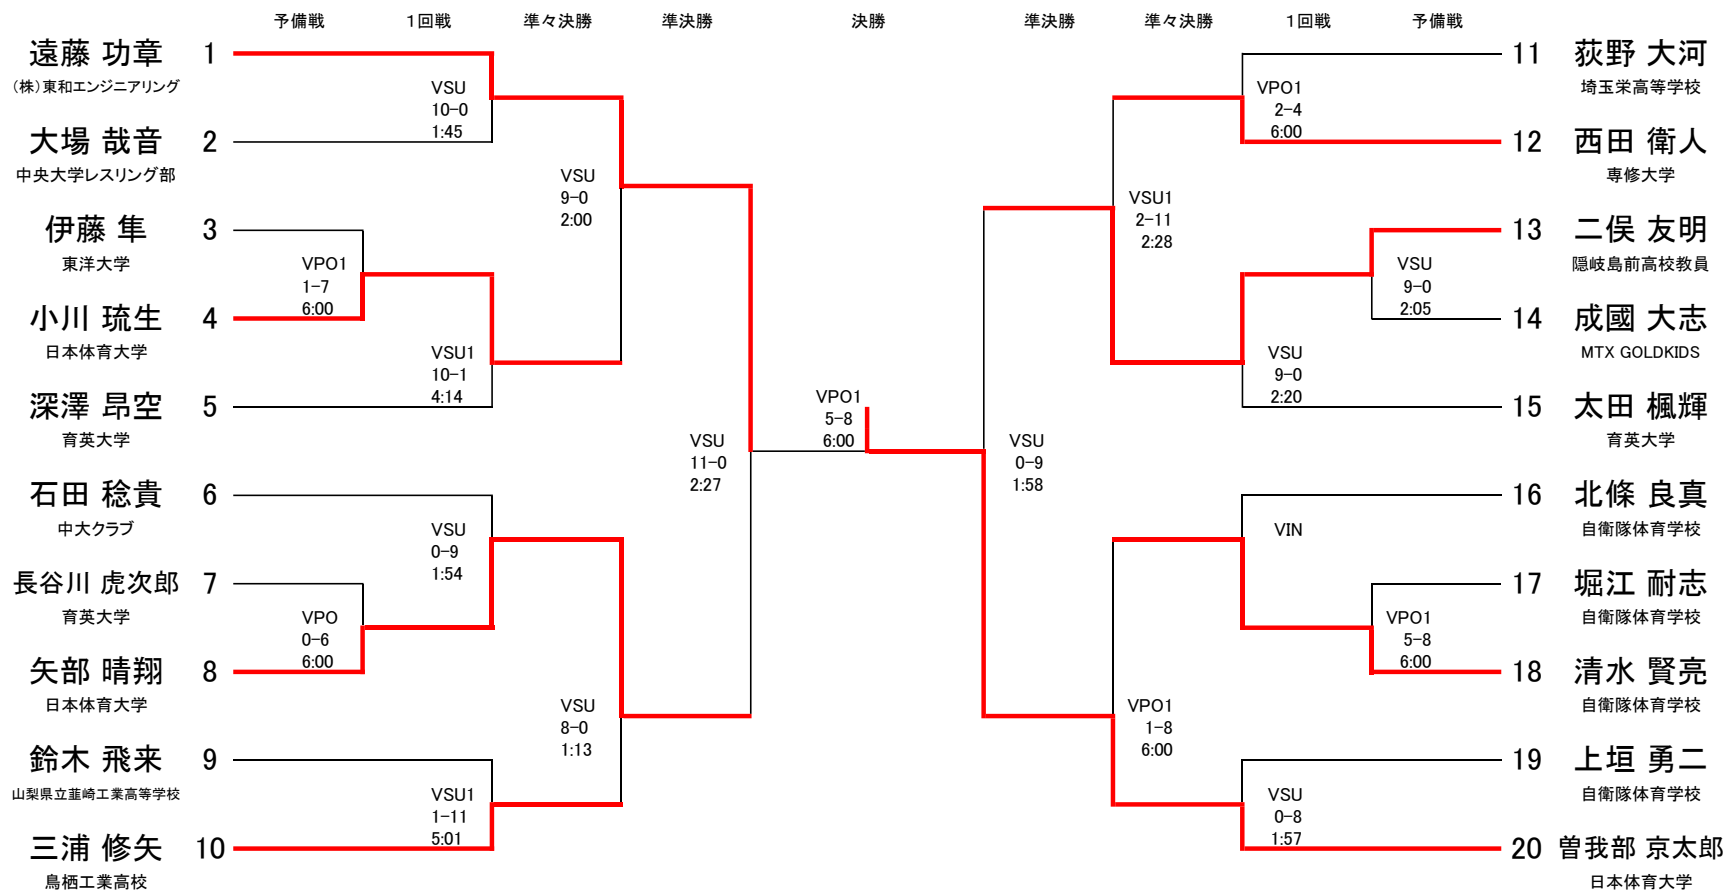 予備戦 1回戦 準々決勝 準決勝 決勝 準決勝 準々決勝 1回戦 予備戦
遠藤 功章 1
(株)東和エンジニアリング
VSU
10-0
1:45
大場 哉音 2
中央大学レスリング部
VSU
9-0
2:00
伊藤 隼 3
東洋大学
VPO1
1-7
6:00
小川 琉生 4
日本体育大学
VSU1
10-1
4:14
深澤 昂空 5
育英大学
VSU
11-0
2:27
石田 稔貴 6
中大クラブ
VSU
0-9
1:54
長谷川 虎次郎 7
育英大学
VPO
0-6
6:00
矢部 晴翔 8
日本体育大学
VSU
8-0
1:13
鈴木 飛来 9
山梨県立韮崎工業高等学校
VSU1
1-11
5:01
三浦 修矢 10
鳥栖工業高校
VPO1
5-8
6:00
11 荻野 大河
埼玉栄高等学校
VPO1
2-4
6:00
12 西田 衛人
専修大学
VSU1
2-11
2:28
13 二俣 友明
隠岐島前高校教員
VSU
9-0
2:05
14 成國 大志
MTX GOLDKIDS
VSU
9-0
2:20
15 太田 楓輝
育英大学
VSU
0-9
1:58
16 北條 良真
自衛隊体育学校
VIN
17 堀江 耐志
自衛隊体育学校
VPO1
5-8
6:00
18 清水 賢亮
自衛隊体育学校
VPO1
1-8
6:00
19 上垣 勇二
自衛隊体育学校
VSU
0-8
1:57
20 曽我部 京太郎
日本体育大学